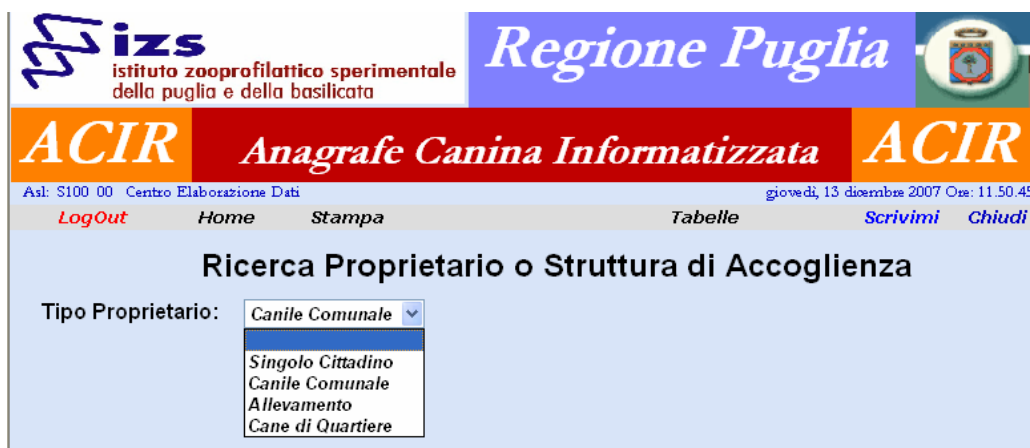 izs
istituto zooprofilattico sperimentale
della puglia e della basilicata
Regione Puglia
ACIR Anagrafe Canina Informatizzata ACIR
Asl: S100 00 Centro Elaborazione Dati giovedì, 13 dicembre 2007 Ore: 11.50.45
LogOut Home Stampa Tabelle Scrivimi Chiudi
Ricerca Proprietario o Struttura di Accoglienza
Tipo Proprietario: Canile Comunale
Singolo Cittadino
Canile Comunale
Allevamento
Cane di Quartiere